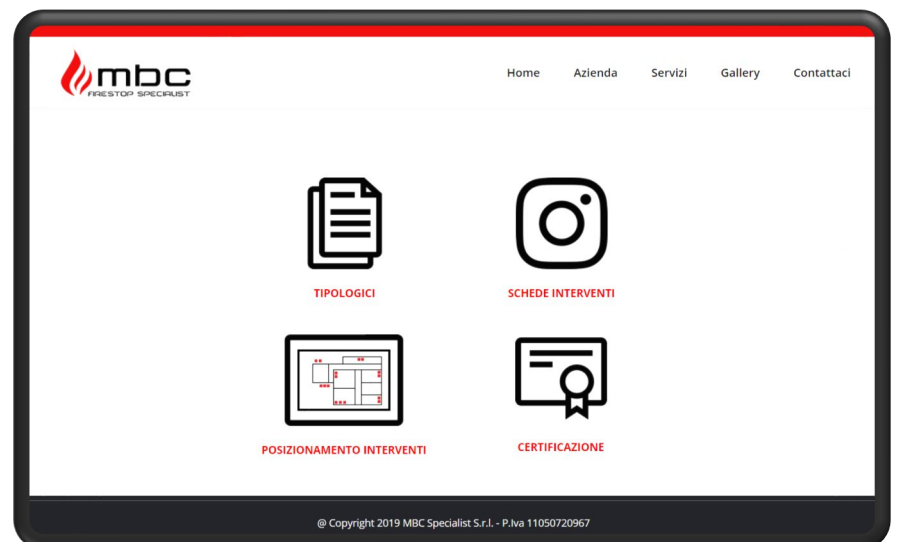 mbc
FIRESTOP SPECIALIST
Home Azienda Servizi Gallery Contattaci
TIPOLOGICI
SCHEDE INTERVENTI
POSIZIONAMENTO INTERVENTI
CERTIFICAZIONE
@ Copyright 2019 MBC Specialist S.r.l. - P.Iva 11050720967